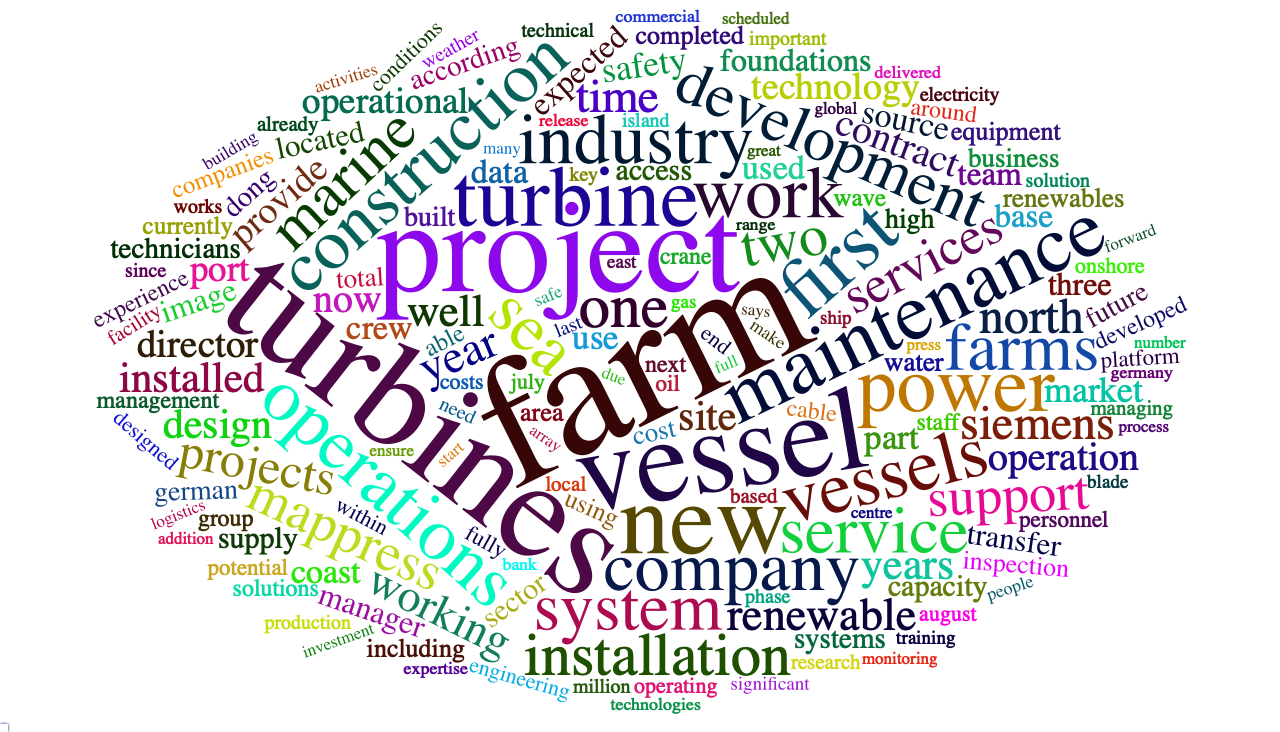 commercial
scheduled
technical
completed
important
conditions
weather
according
expected
safety
foundations
delivered
activities
operational
construction
time
development
technology
electricity
release
island
global
source
around
already
located
marine
industry
great
contract
equipment
building
many
data
key
access
used
business
companies
dong
provide
turbine
work
wave
high
team
solution
renewables
works
currently
built
project
range
two
first
services
base
technicians
since
port
east
crane
maintenance
forward
experience
image
facility
total
now
turbines
well
sea
safe
one
gas
says
make
ship
onshore
three
future
director
crew
able
year
last
use
end
north
developed
press
number
farms
platform
germany
installed
costs
july
due
farm
next
oil
full
water
power
market
management
operations
need
area
array
vessel
site
cable
cost
staff
siemens
managing
designed
design
start
part
process
projects
ensure
local
vessels
operation
german
mappress
using
based
centre
support
blade
logistics
group
within
new
service
personnel
addition
supply
fully
transfer
potential
coast
bank
company
years
inspection
solutions
working
sector
phase
capacity
people
manager
system
renewable
august
production
investment
including
installation
systems
training
expertise
engineering
research
monitoring
million
operating
significant
technologies